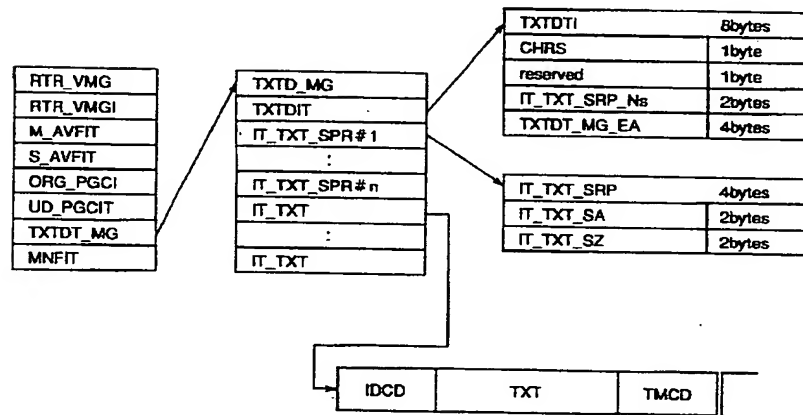 RTR_VMG
RTR_VMGI
M_AVFIT
S_AVFIT
ORG_PGCI
UD_PGCIT
TXTDT_MG
MNFIT
TXTD_MG
TXTDIT
IT_TXT_SPR#1
:
IT_TXT_SPR#n
IT_TXT
:
IT_TXT
TXTDTI 8bytes
CHRS 1byte
reserved 1byte
IT_TXT_SRP_Ns 2bytes
TXTDT_MG_EA 4bytes
IT_TXT_SRP 4bytes
IT_TXT_SA 2bytes
IT_TXT_SZ 2bytes
IDCD TXT TMCD